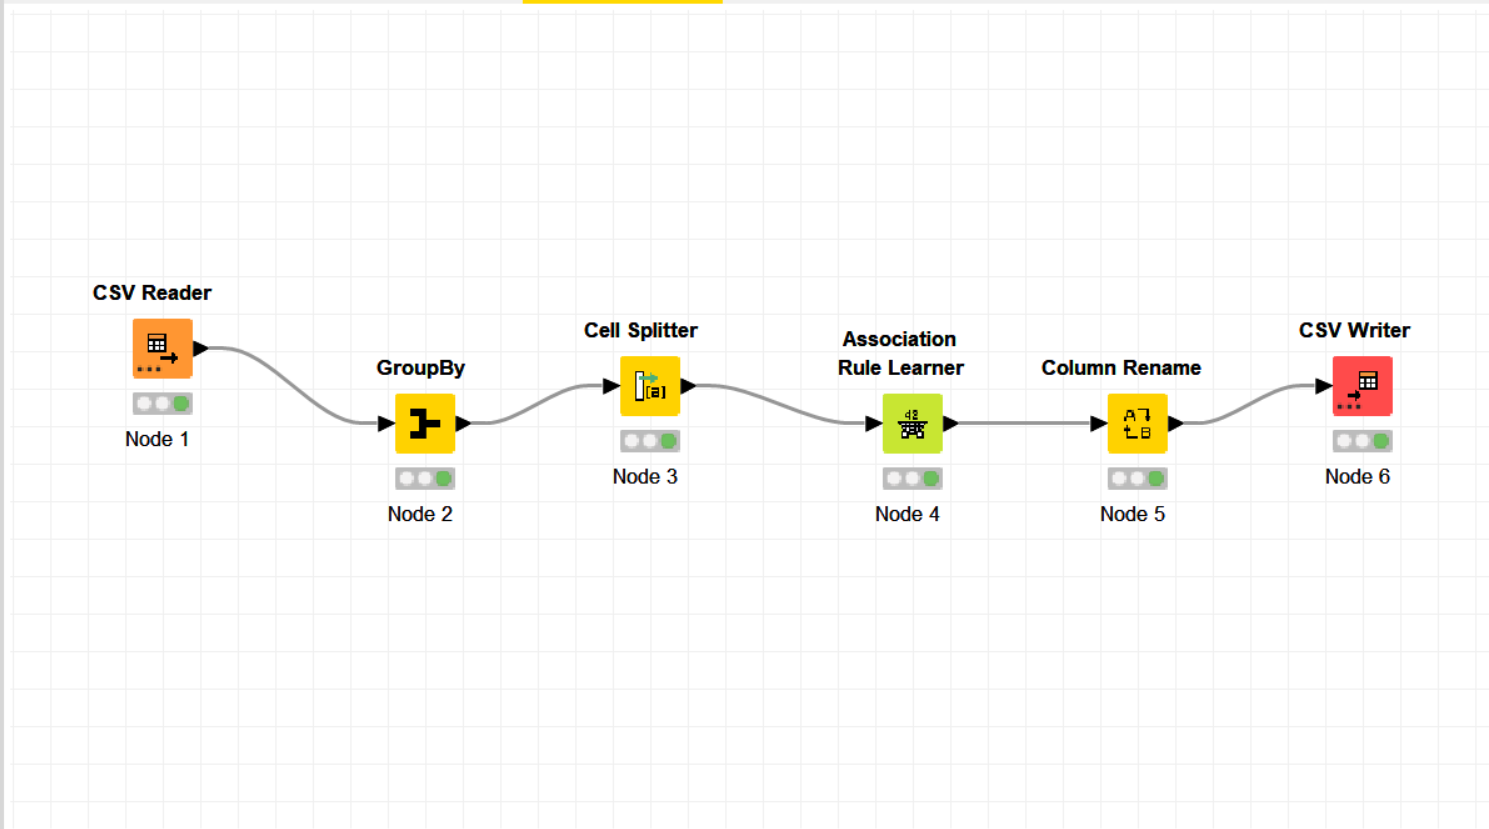 CSV Reader
Node 1
GroupBy
Node 2
Cell Splitter
Node 3
Association
Rule Learner
Node 4
Column Rename
Node 5
CSV Writer
Node 6